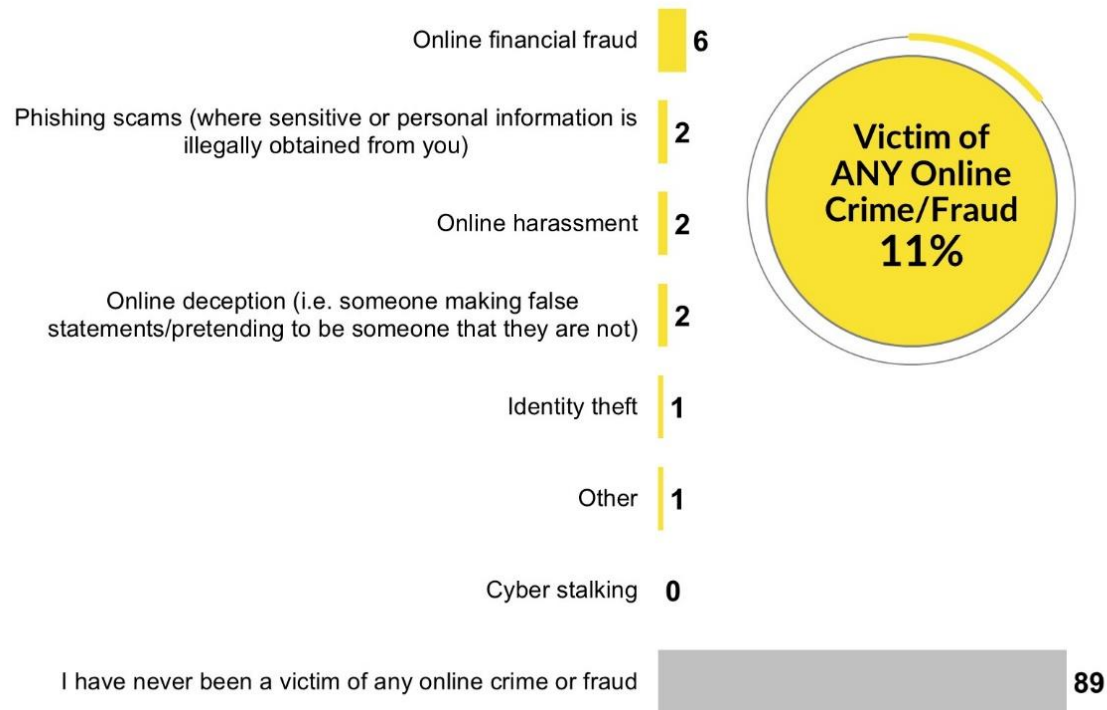 Online financial fraud
6
Phishing scams (where sensitive or personal information is
illegally obtained from you)
2
Online harassment
2
Online deception (i.e. someone making false
statements/pretending to be someone that they are not)
2
Identity theft
1
Other
1
Cyber stalking
0
I have never been a victim of any online crime or fraud
89
Victim of
ANY Online
Crime/Fraud
11%